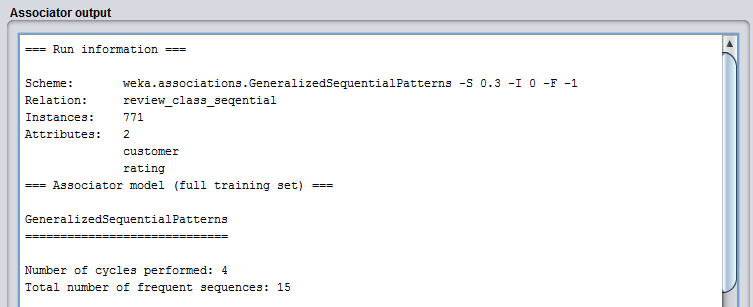 Associator output
=== Run information ===
Scheme: weka.associations.GeneralizedSequentialPatterns -S 0.3 -I 0 -F -1
Relation: review_class_seqential
Instances: 771
Attributes: 2
customer
rating
=== Associator model (full training set) ===
GeneralizedSequentialPatterns
=============================
Number of cycles performed: 4
Total number of frequent sequences: 15